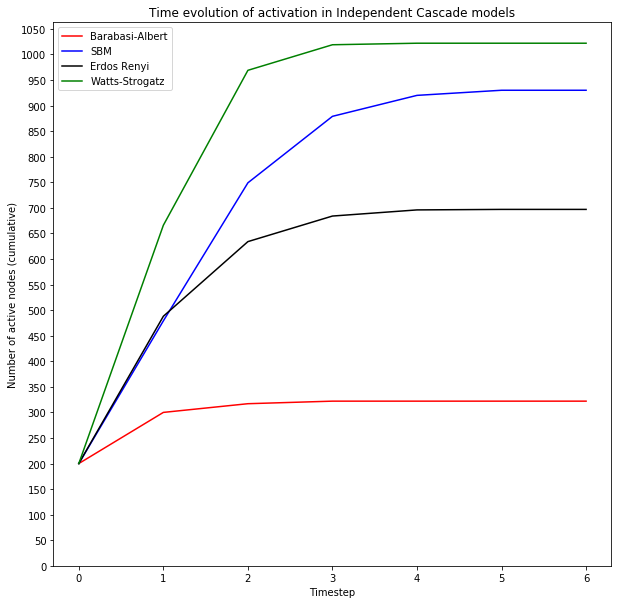 Time evolution of activation in Independent Cascade models
Barabasi-Albert
SBM
Erdos Renyi
Watts-Strogatz
Number of active nodes (cumulative)
1050
1000
950
900
850
800
750
700
650
600
550
500
450
400
350
300
250
200
150
100
50
0
0 1 2 3 4 5 6
Timestep